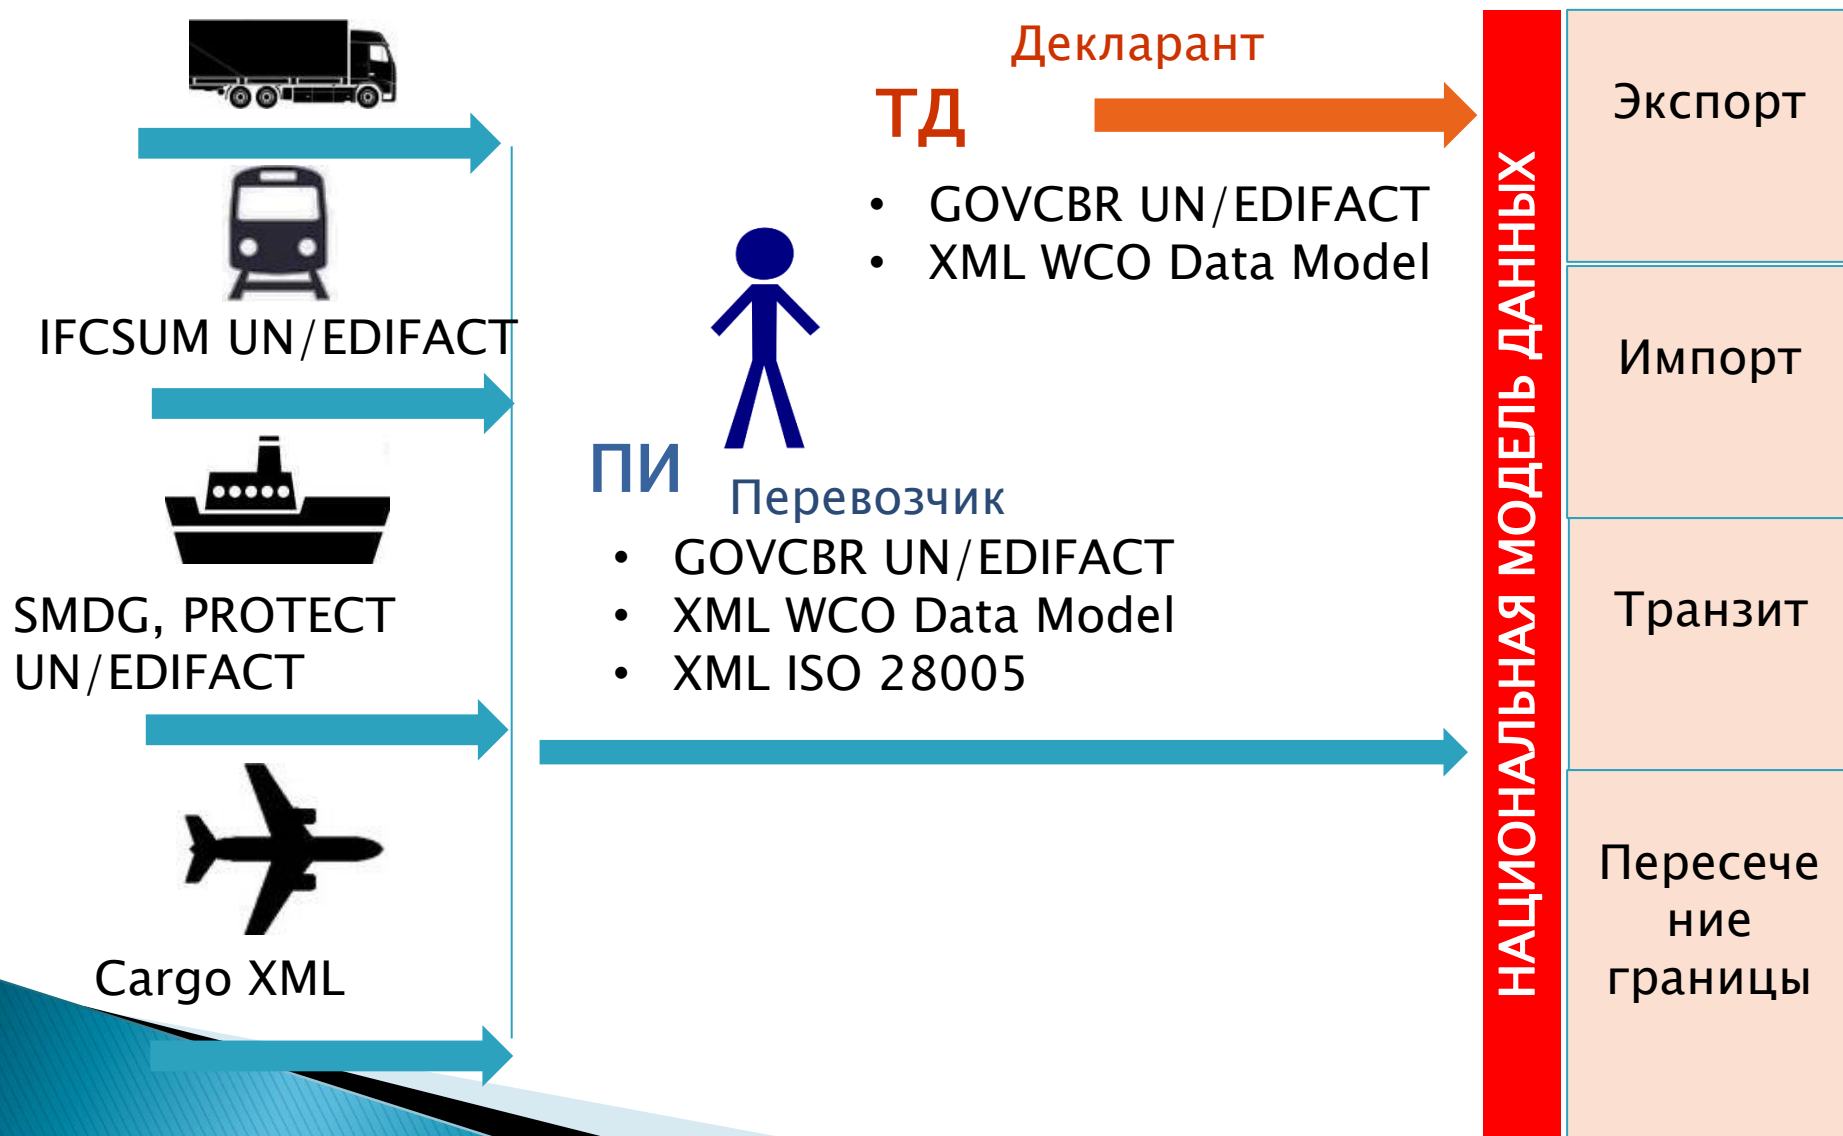 IFCSUM UN/EDIFACT
SMDG, PROTECT
UN/EDIFACT
Cargo XML
Декларант
ТД
• GOVCBR UN/EDIFACT
• XML WCO Data Model
ПИ
Перевозчик
• GOVCBR UN/EDIFACT
• XML WCO Data Model
• XML ISO 28005
НАЦИОНАЛЬНАЯ МОДЕЛЬ ДАННЫХ
Экспорт
Импорт
Транзит
Пересече
ние
границы